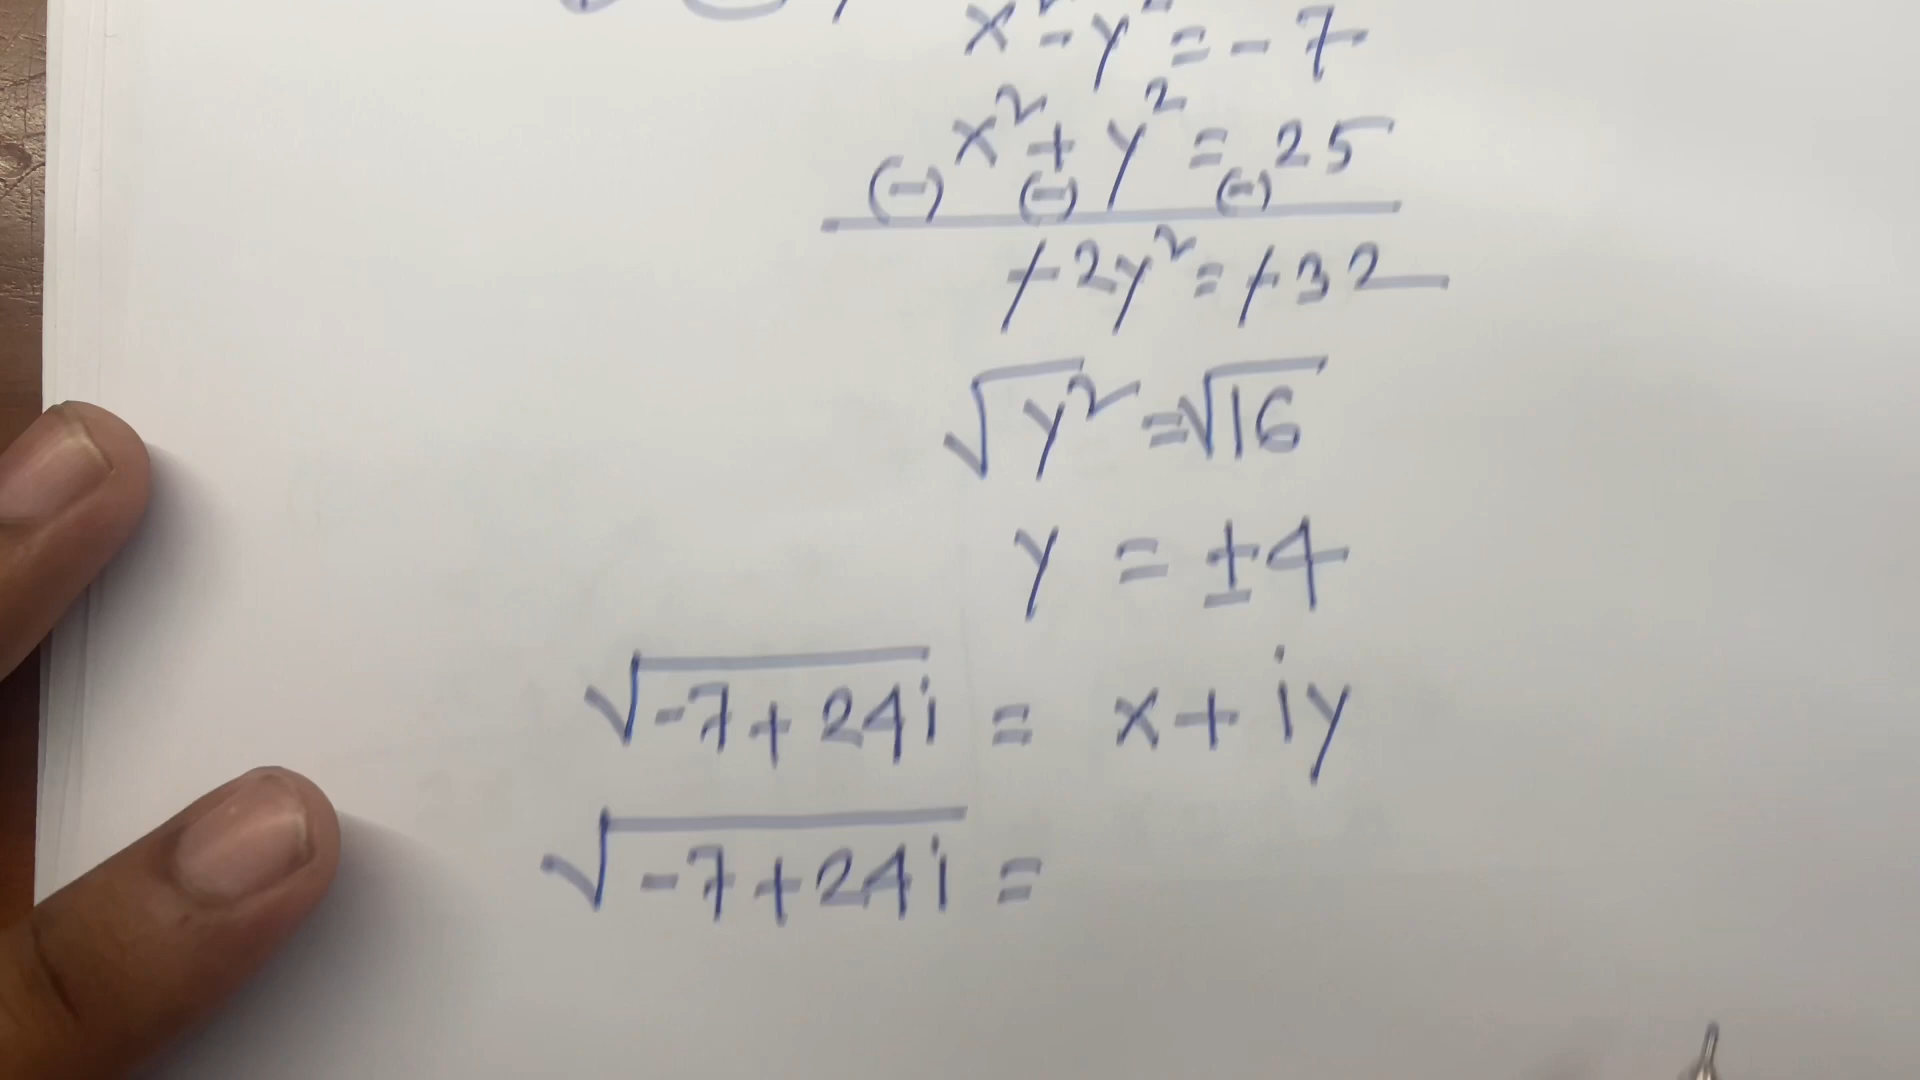 x² - y² = - 7
x² + y² = 25
(-) (-) (-)
- 2y² = - 32
√y² = √16
y = ±4
√-7 + 24i = x + iy
√-7 + 24i =